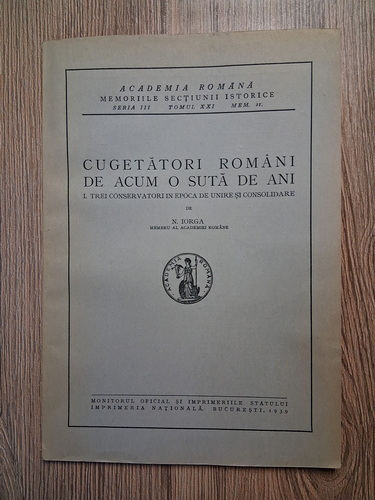 ACADEMIA ROMÂNĂ
MEMORIILE SECȚIUNII ISTORICE
SERIA III TOMUL XXI MEM.
CUGETĂTORI ROMÂNI
DE ACUM O SUTĂ DE ANI
I. TREI CONSERVATORI IN EPOCA DE UNIRE ȘI CONSOLIDARE
DE
N. IORGA
MEMBRU AL ACADEMIEI ROMÂNE
ACADEMIA ROMANA
MONITORUL OFICIAL ȘI IMPRIMERIILE STATULUI
IMPRIMERIA NAȚIONALĂ, BUCUREȘTI, 1939